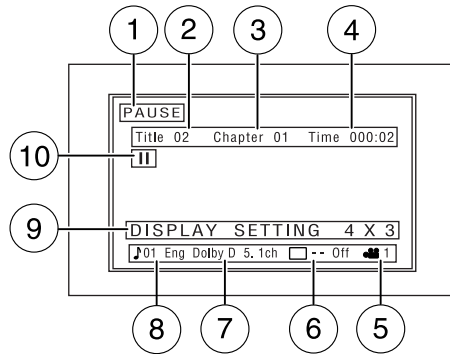 1 2 3 4
PAUSE
Title 02 Chapter 01 Time 000:02
10
9
DISPLAY SETTING 4 X 3
♪01 Eng Dolby D 5.1ch -- Off 1
8 7 6 5